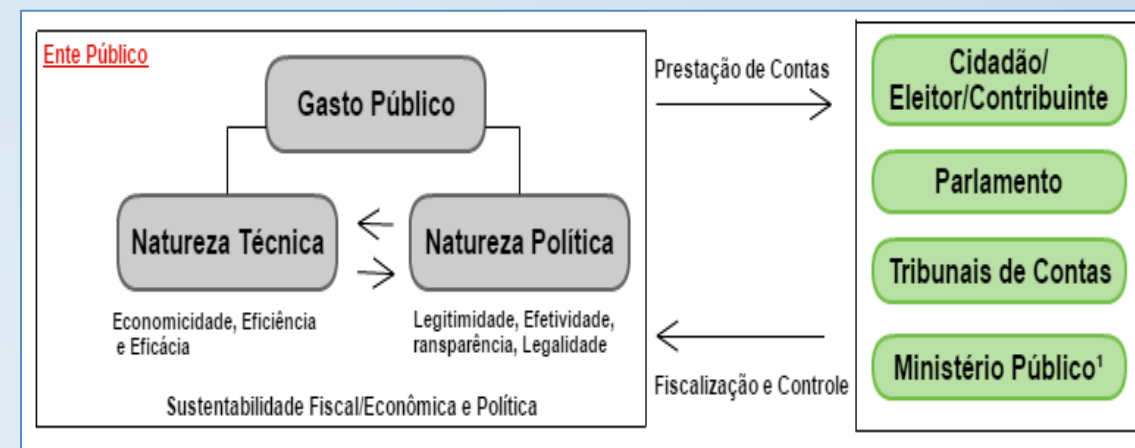 Ente Público
Gasto Público
Natureza Técnica
Natureza Política
Economicidade, Eficiência
e Eficácia
Legitimidade, Efetividade,
ransparência, Legalidade
Sustentabilidade Fiscal/Econômica e Política
Prestação de Contas
Fiscalização e Controle
Cidadão/
Eleitor/Contribuinte
Parlamento
Tribunais de Contas
Ministério Público¹